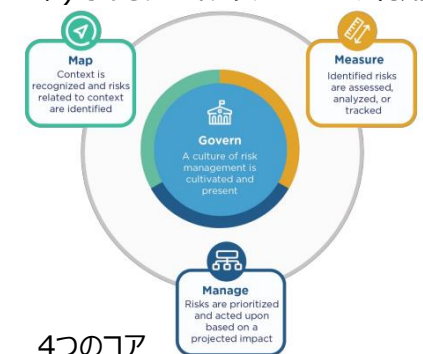 Map
Context is
recognized and risks
related to context
are identified
Measure
Identified risks
are assessed,
analyzed, or
tracked
Govern
A culture of risk
management is
cultivated and
present
Manage
Risks are prioritized
and acted upon
based on a
projected impact
4つのコア